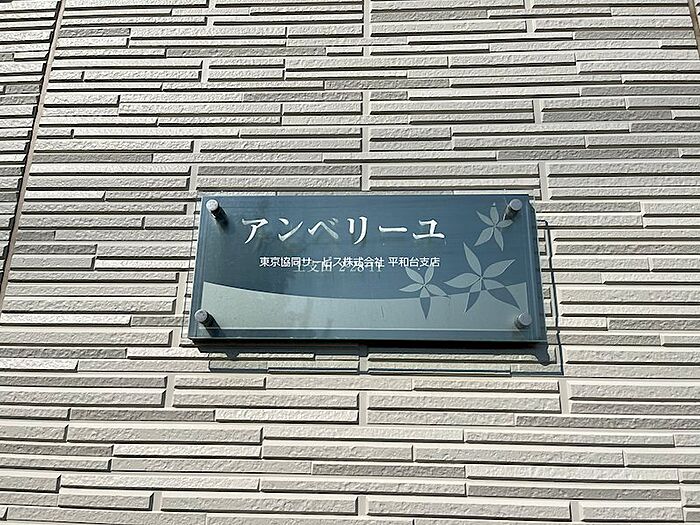 アンベリーユ
東京協同サービス株式会社 平和台支店